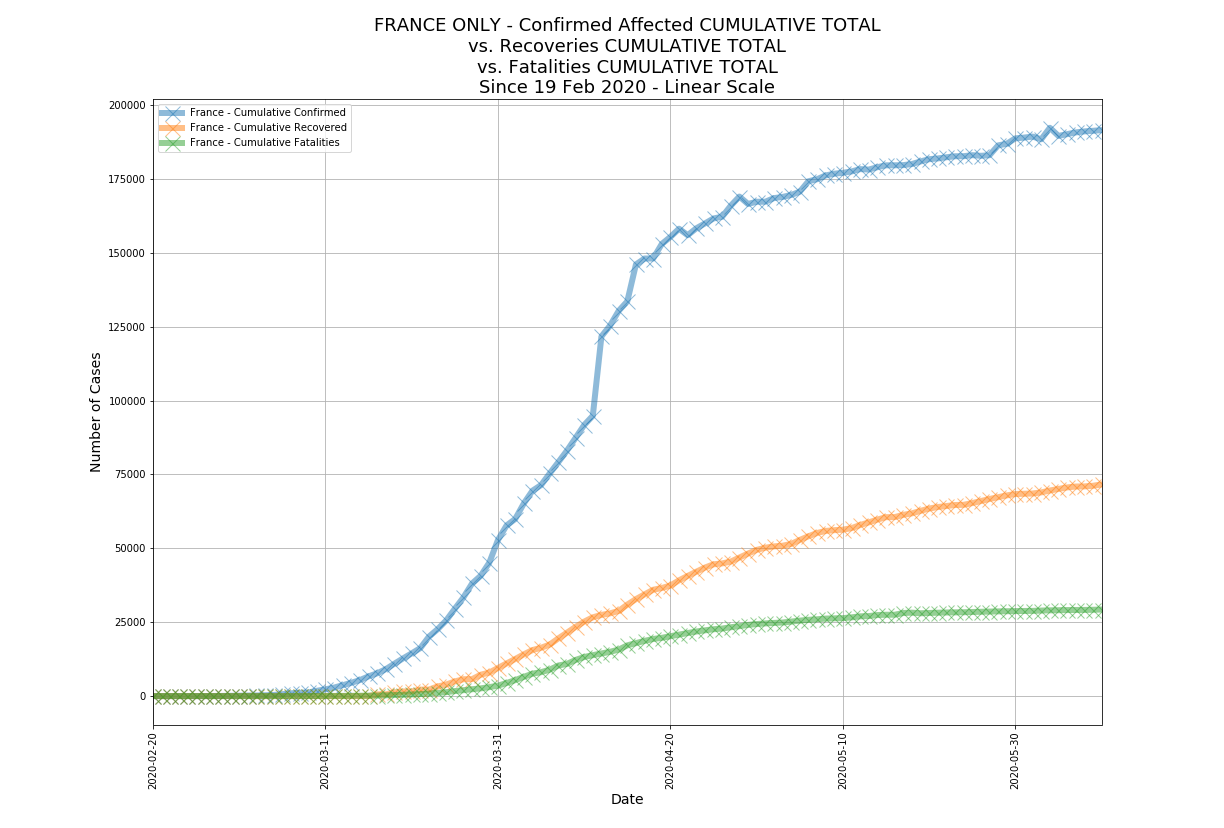 FRANCE ONLY - Confirmed Affected CUMULATIVE TOTAL
vs. Recoveries CUMULATIVE TOTAL
vs. Fatalities CUMULATIVE TOTAL
Since 19 Feb 2020 - Linear Scale
France - Cumulative Confirmed
France - Cumulative Recovered
France - Cumulative Fatalities
Number of Cases
200000
175000
150000
125000
100000
75000
50000
25000
0
2020-02-20
2020-03-11
2020-03-31
2020-04-20
2020-05-10
2020-05-30
Date